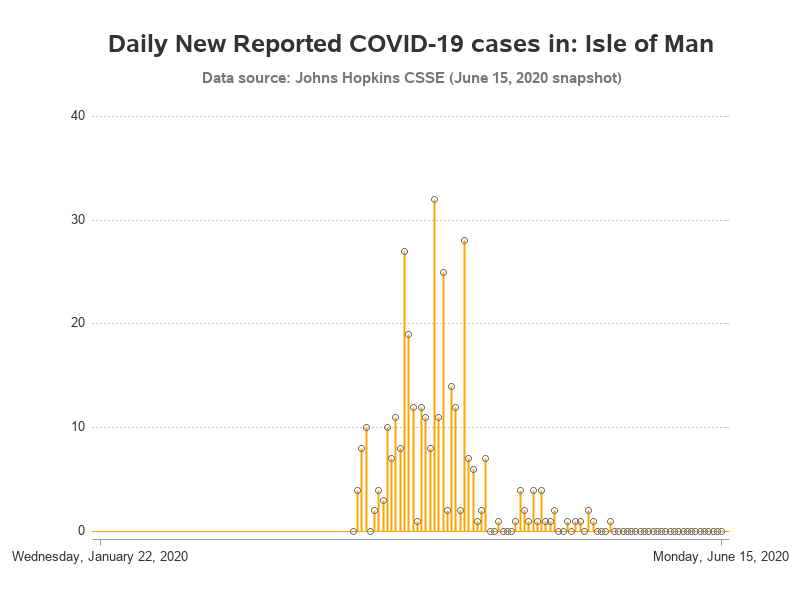 Daily New Reported COVID-19 cases in: Isle of Man
Data source: Johns Hopkins CSSE (June 15, 2020 snapshot)
40
30
20
10
0
Wednesday, January 22, 2020
Monday, June 15, 2020